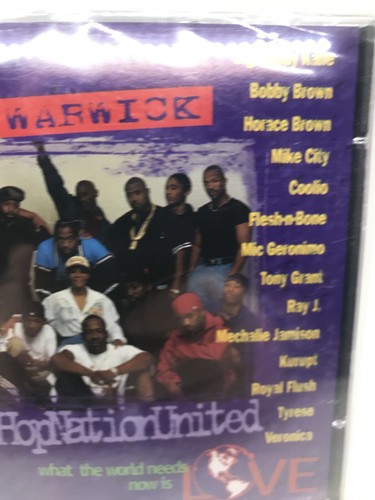 Kane
WARWICK
Bobby Brown
Horace Brown
Mike City
Coolio
Flesh-n-Bone
Mic Geronimo
Tony Grant
Ray J.
Mechalie Jamison
Kurupt
Royal Flush
HopNationUnited
Tyrese
Veronica
what the world needs
now is
LOVE